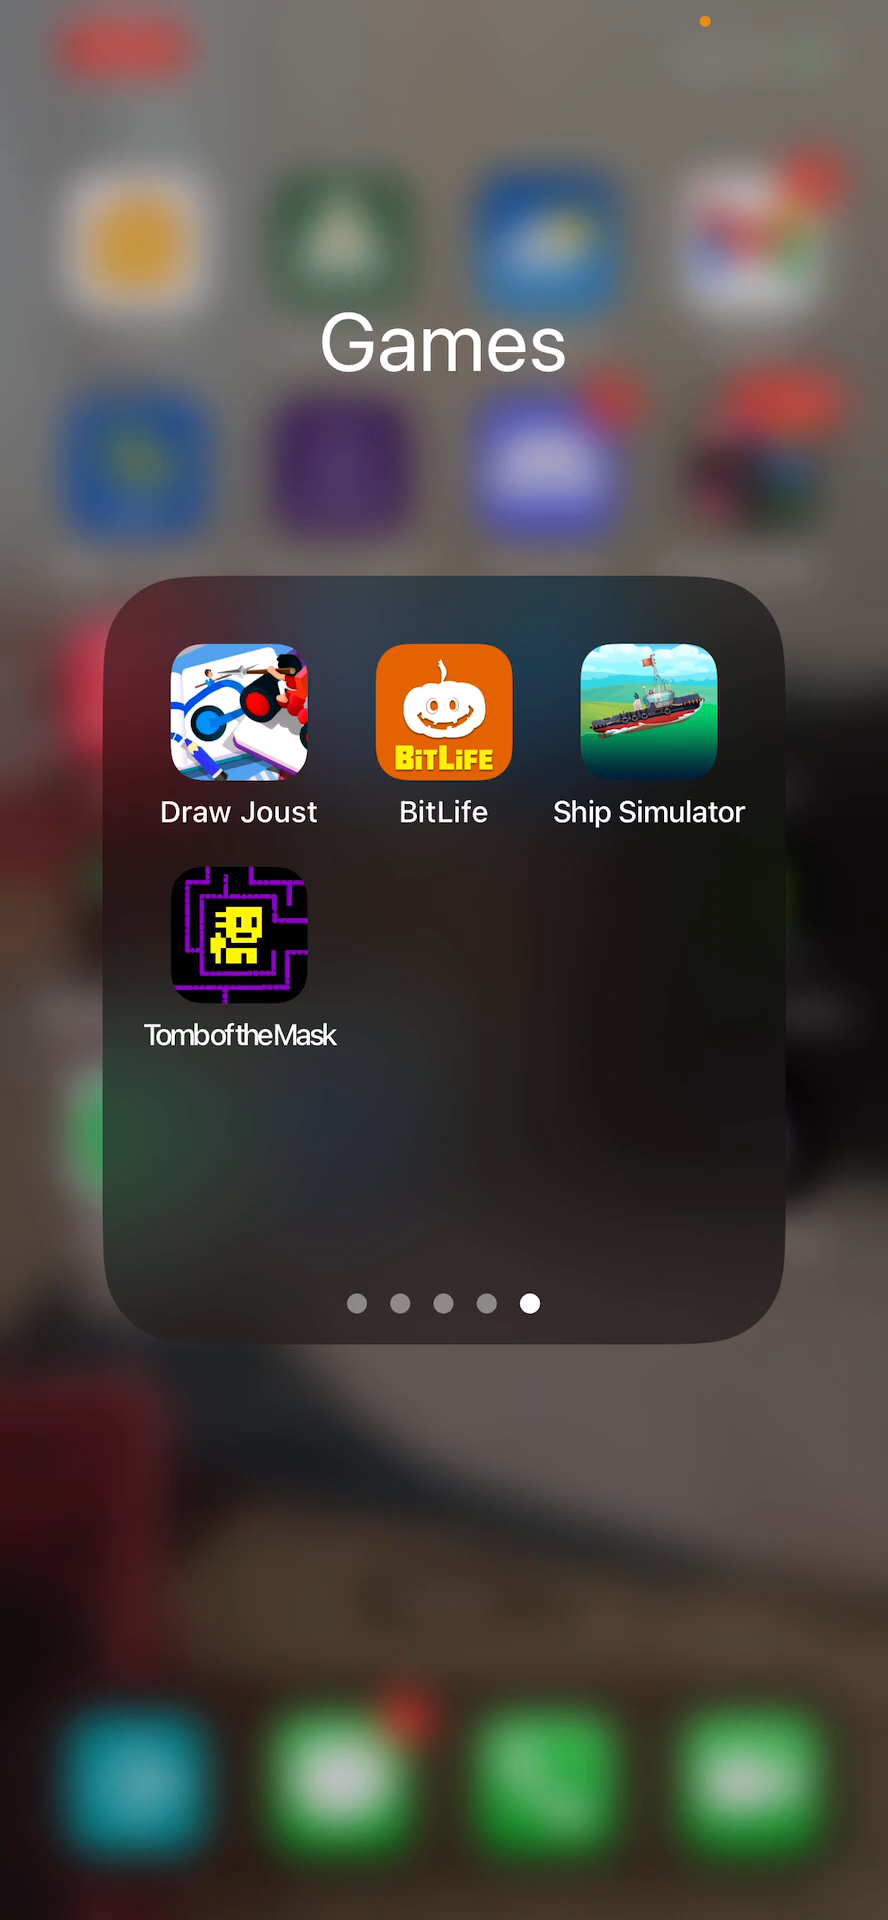 Games
BiTLiFE
Draw Joust
BitLife
Ship Simulator
TomboftheMask